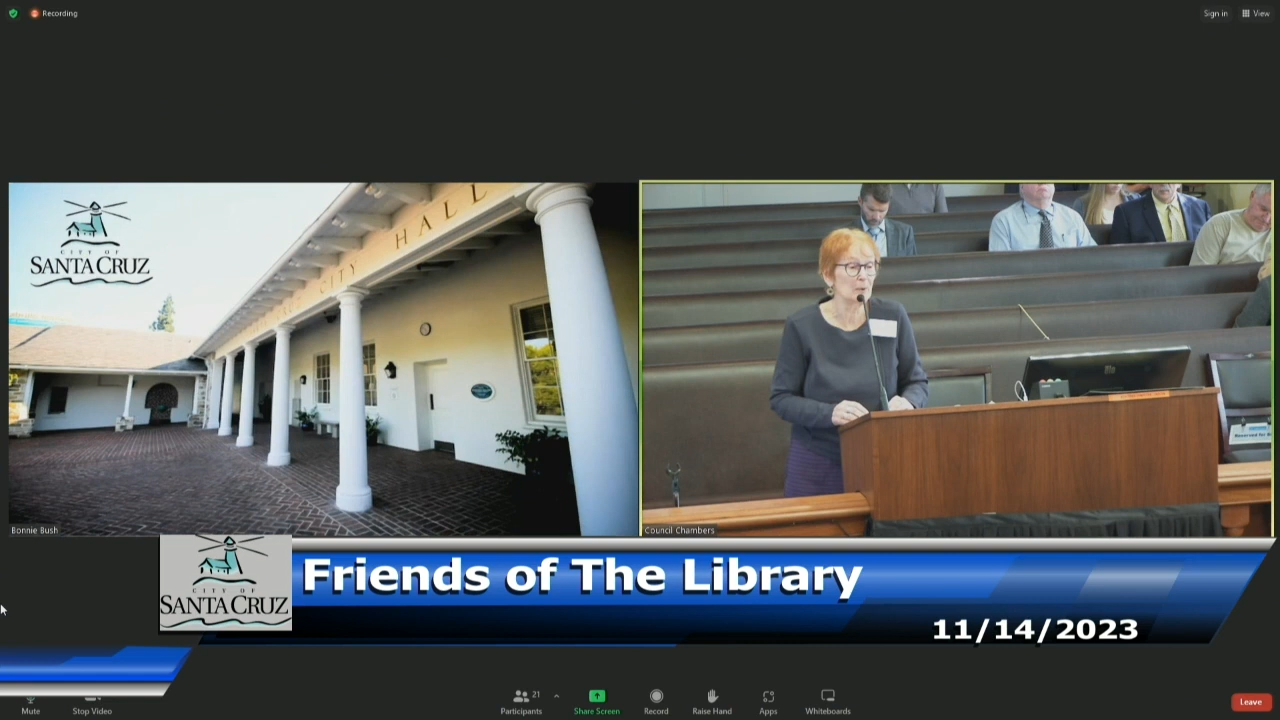 Recording
Sign in
View
CITY OF
SANTA CRUZ
CITY HALL
Bonnie Bush
Council Chambers
CITY OF
SANTA CRUZ
Friends of The Library
11/14/2023
Mute
Stop Video
Participants
21
Share Screen
Record
Raise Hand
Apps
Whiteboards
Leave